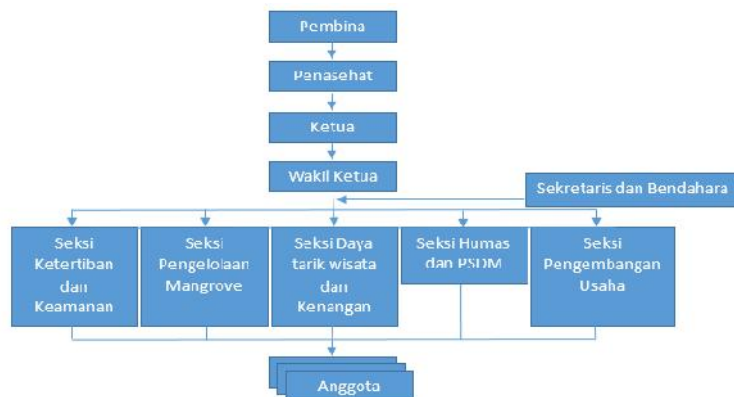 Pembina
Penasehat
Ketua
Wakil Ketua
Sekretaris dan Bendahara
Seksi
Ketertiban
dan
Keamanan
Seksi
Pengelolaan
Mangrove
Seksi Daya
tarik wisata
dan
Kenangan
Seksi Humas
dan PSDM
Seksi
Pengembangan
Usaha
Anggota